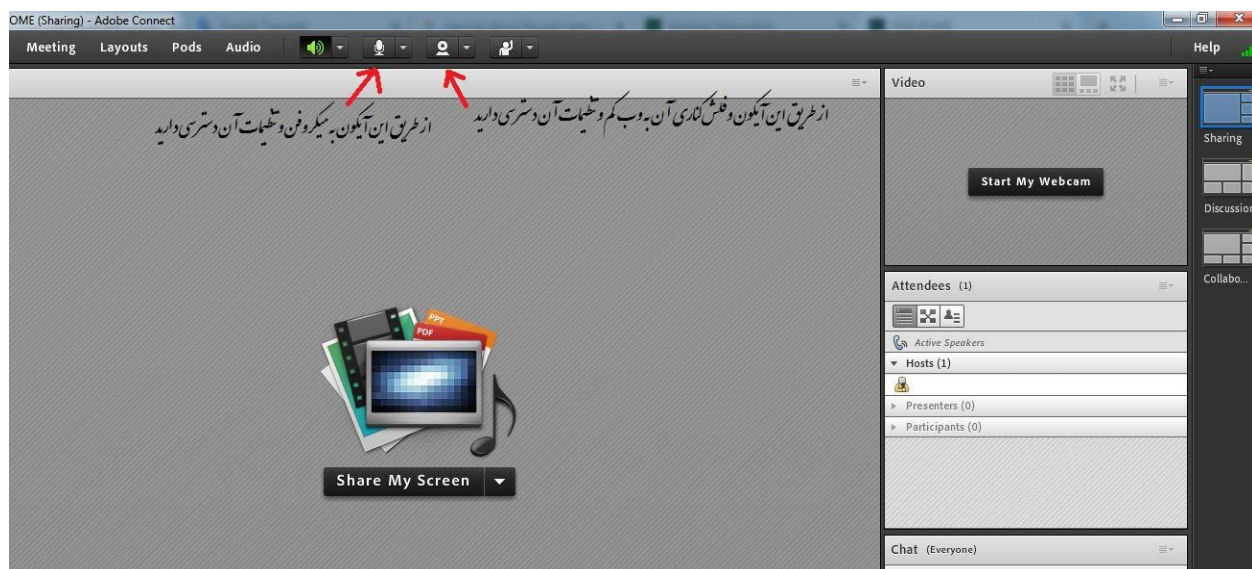 OME (Sharing) - Adobe Connect
Meeting Layouts Pods Audio Help
از طریق این آیکون و فلش کناری آن به وب کم و تنظیمات آن دسترسی دارید
از طریق این آیکون به میکروفن و تنظیمات آن دسترسی دارید
Video
Start My Webcam
Sharing
Discussion
Collabo...
Attendees (1)
Active Speakers
Hosts (1)
Presenters (0)
Participants (0)
PPT
PDF
Share My Screen
Chat (Everyone)